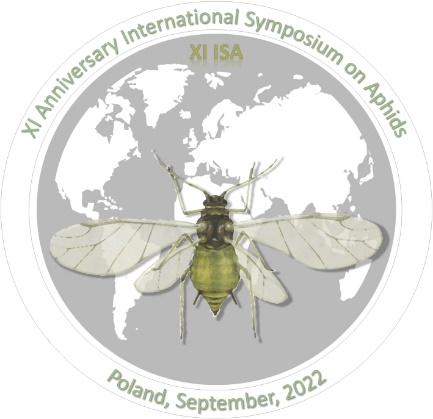 XI Anniversary International Symposium on Aphids
XI ISA
Poland, September, 2022